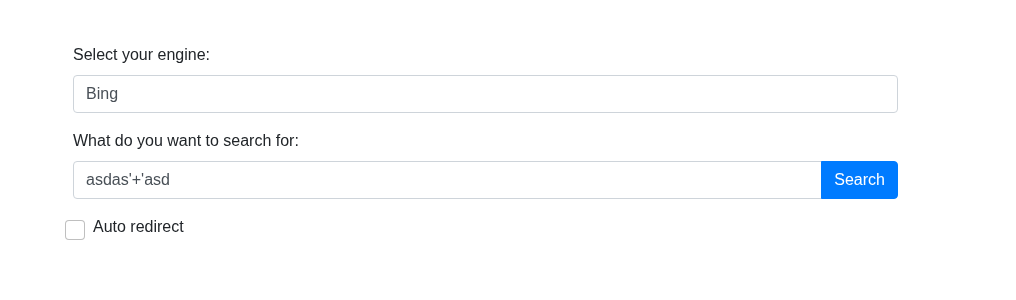 Select your engine:
Bing
What do you want to search for:
asdas'+'asd
Search
Auto redirect